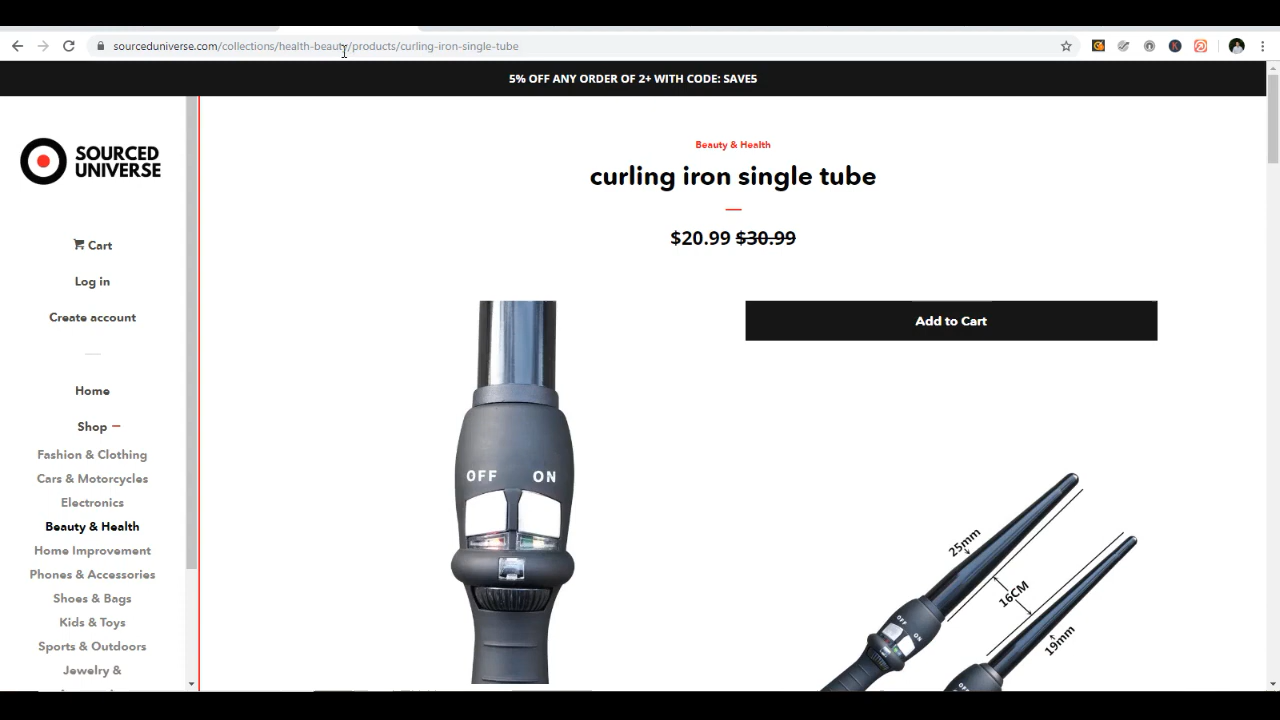 sourceduniverse.com/collections/health-beauty/products/curling-iron-single-tube
5% OFF ANY ORDER OF 2+ WITH CODE: SAVE5
SOURCED
UNIVERSE
Cart
Log in
Create account
Home
Shop
Fashion & Clothing
Cars & Motorcycles
Electronics
Beauty & Health
Home Improvement
Phones & Accessories
Shoes & Bags
Kids & Toys
Sports & Outdoors
Jewelry &
Beauty & Health
curling iron single tube
$20.99 $30.99
Add to Cart
OFF ON
25mm
16CM
19mm
OFF ON